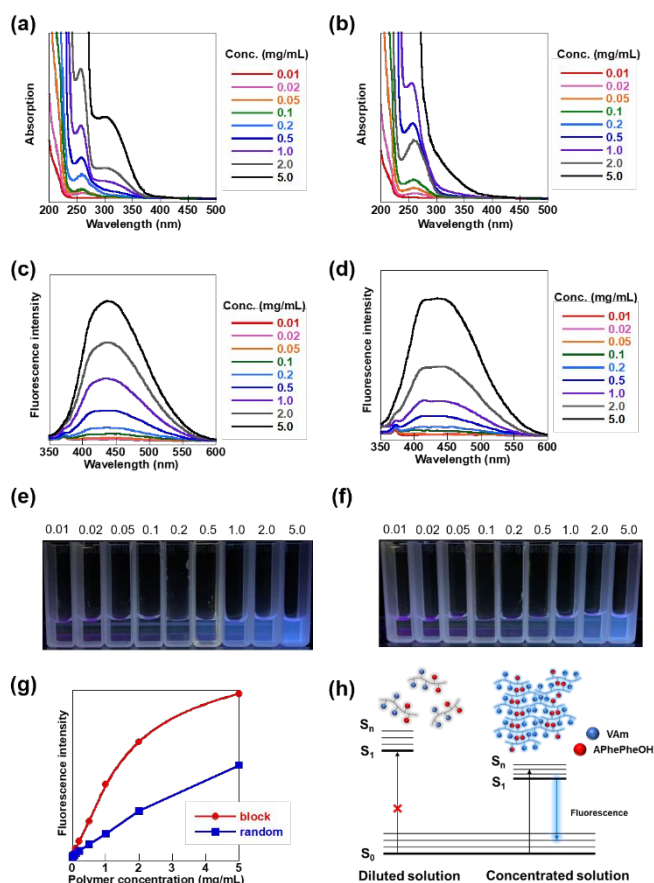 (a)
Absorption
Conc. (mg/mL)
0.01
0.02
0.05
0.1
0.2
0.5
1.0
2.0
5.0
200 250 300 350 400 450 500
Wavelength (nm)
(b)
Absorption
Conc. (mg/mL)
0.01
0.02
0.05
0.1
0.2
0.5
1.0
2.0
5.0
200 250 300 350 400 450 500
Wavelength (nm)
(c)
Fluorescence intensity
Conc. (mg/mL)
0.01
0.02
0.05
0.1
0.2
0.5
1.0
2.0
5.0
350 400 450 500 550 600
Wavelength (nm)
(d)
Fluorescence intensity
Conc. (mg/mL)
0.01
0.02
0.05
0.1
0.2
0.5
1.0
2.0
5.0
350 400 450 500 550 600
Wavelength (nm)
(e)
0.01 0.02 0.05 0.1 0.2 0.5 1.0 2.0 5.0
(f)
0.01 0.02 0.05 0.1 0.2 0.5 1.0 2.0 5.0
(g)
Fluorescence intensity
block
random
0 1 2 3 4 5
Polymer concentration (mg/mL)
(h)
VAm
APhePheOH
Sn
S1
Sn
S1
Fluorescence
S0
Diluted solution
Concentrated solution